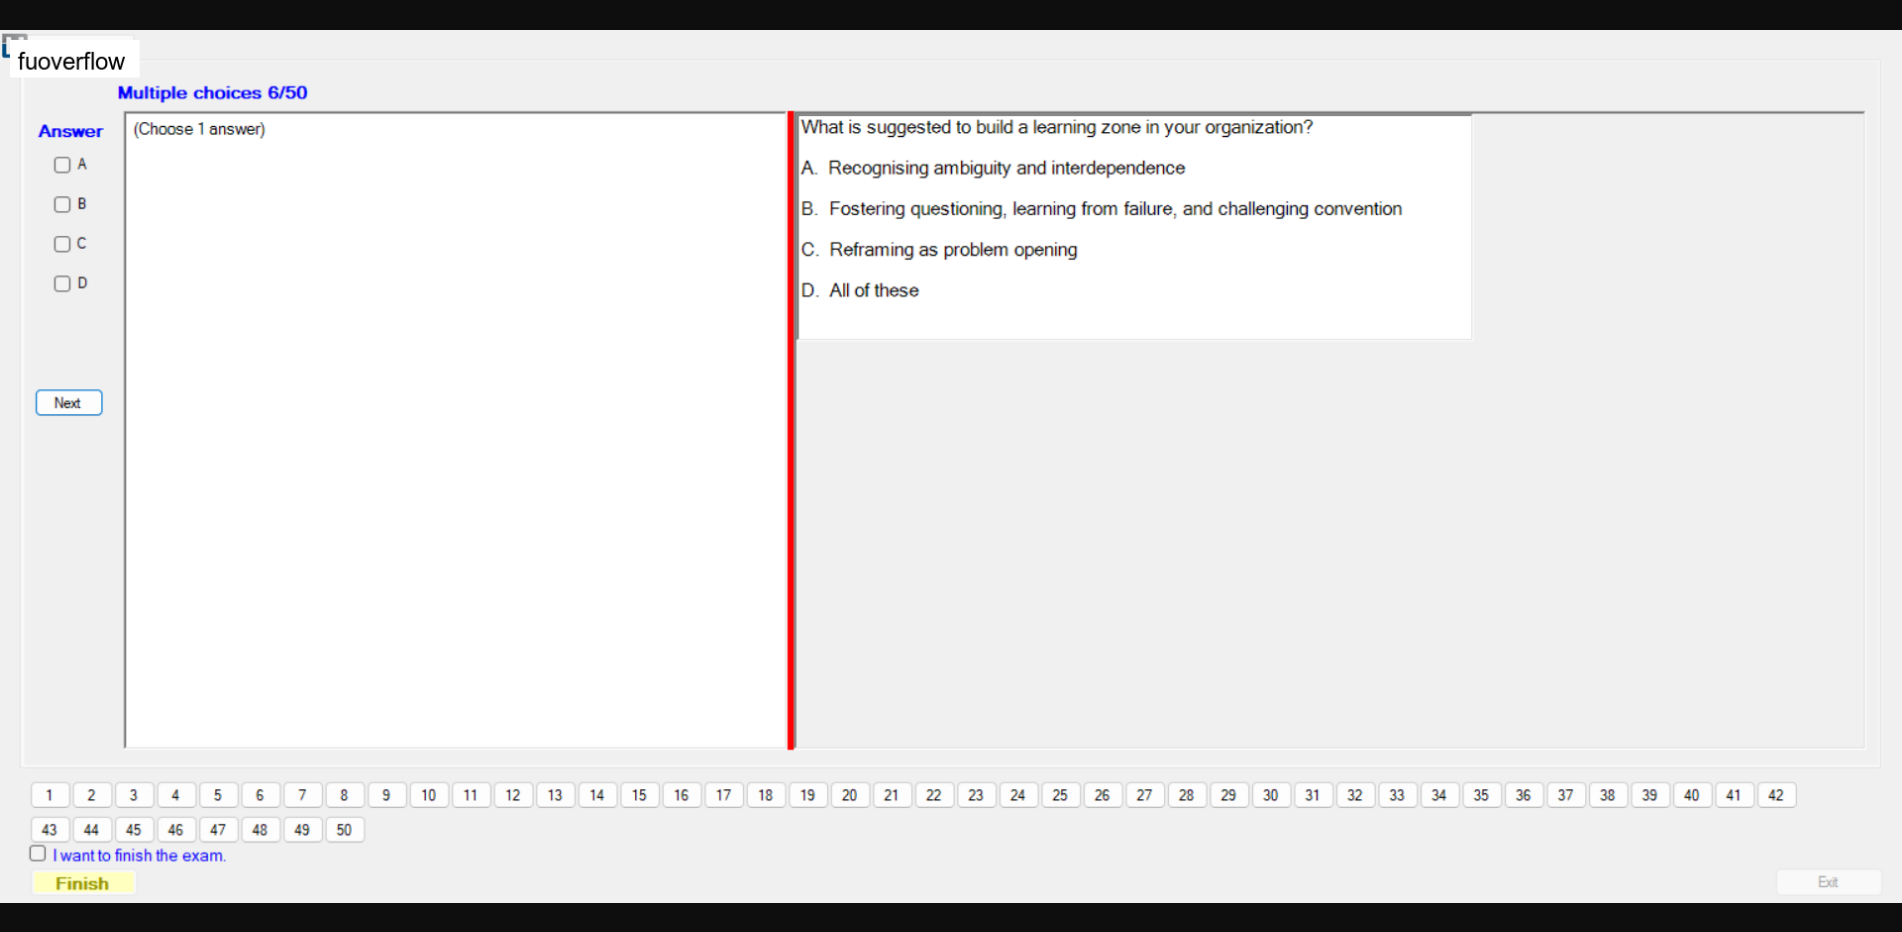 fuoverflow
Multiple choices 6/50
Answer
(Choose 1 answer)
A
B
C
D
Next
What is suggested to build a learning zone in your organization?
A. Recognising ambiguity and interdependence
B. Fostering questioning, learning from failure, and challenging convention
C. Reframing as problem opening
D. All of these
1 2 3 4 5 6 7 8 9 10 11 12 13 14 15 16 17 18 19 20 21 22 23 24 25 26 27 28 29 30 31 32 33 34 35 36 37 38 39 40 41 42
43 44 45 46 47 48 49 50
I want to finish the exam.
Finish
Exit